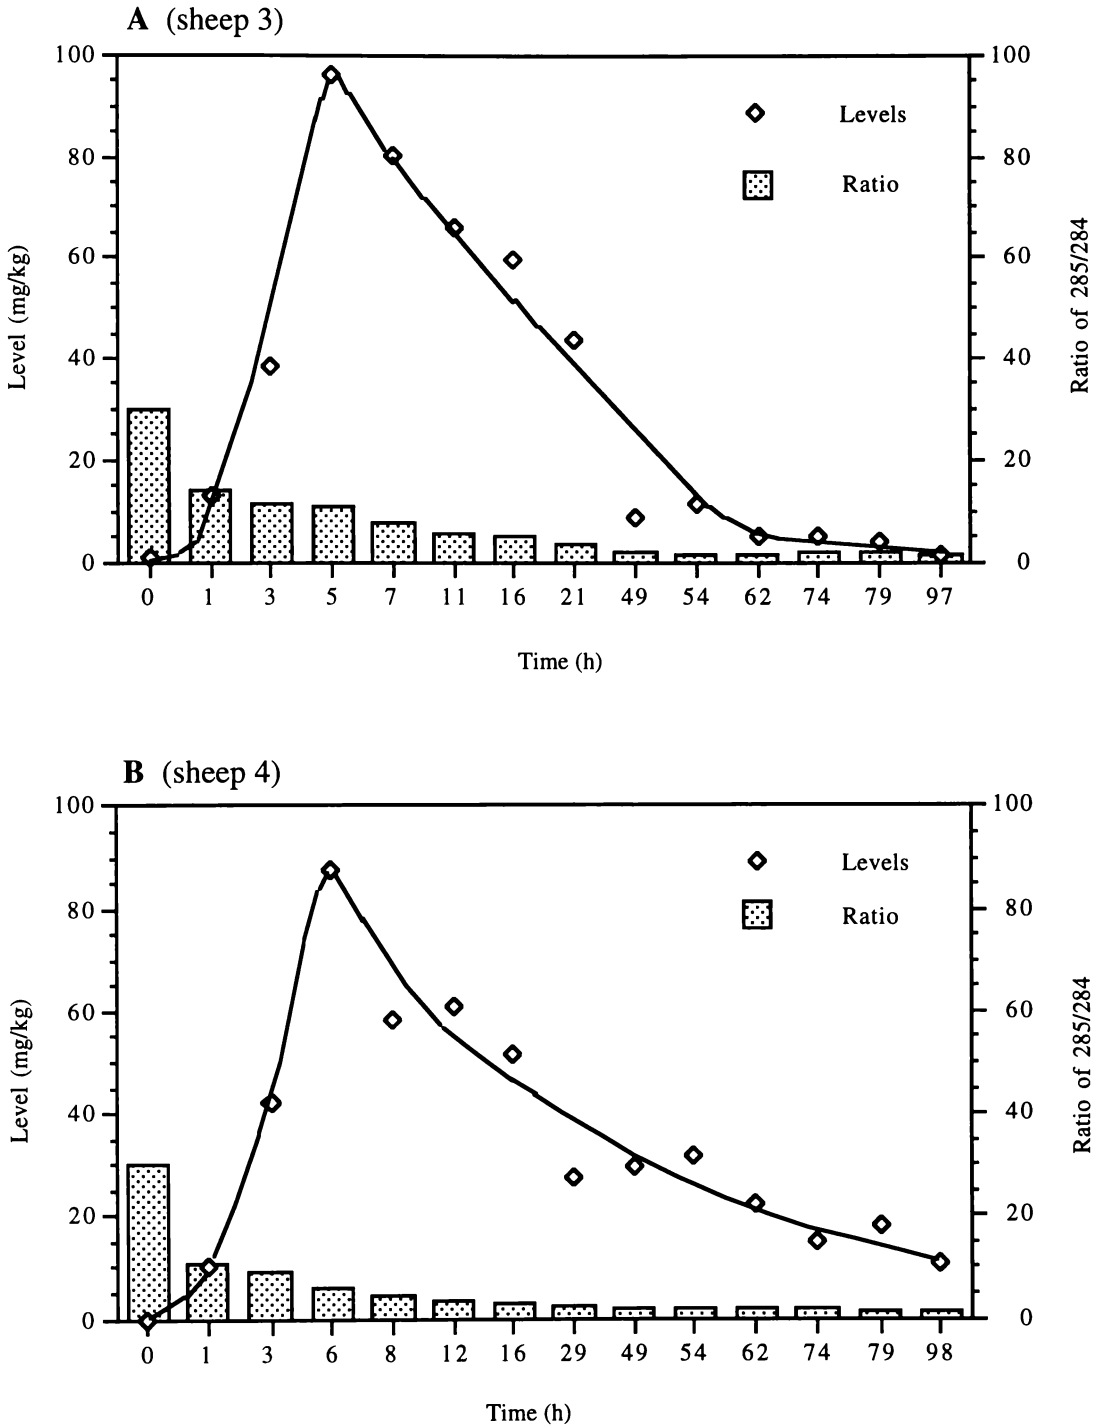 A (sheep 3)
100
80
60
40
20
0
Level (mg/kg)
100
80
60
40
20
0
Ratio of 285/284
Levels
Ratio
0 1 3 5 7 11 16 21 49 54 62 74 79 97
Time (h)
B (sheep 4)
100
80
60
40
20
0
Level (mg/kg)
100
80
60
40
20
0
Ratio of 285/284
Levels
Ratio
0 1 3 6 8 12 16 29 49 54 62 74 79 98
Time (h)